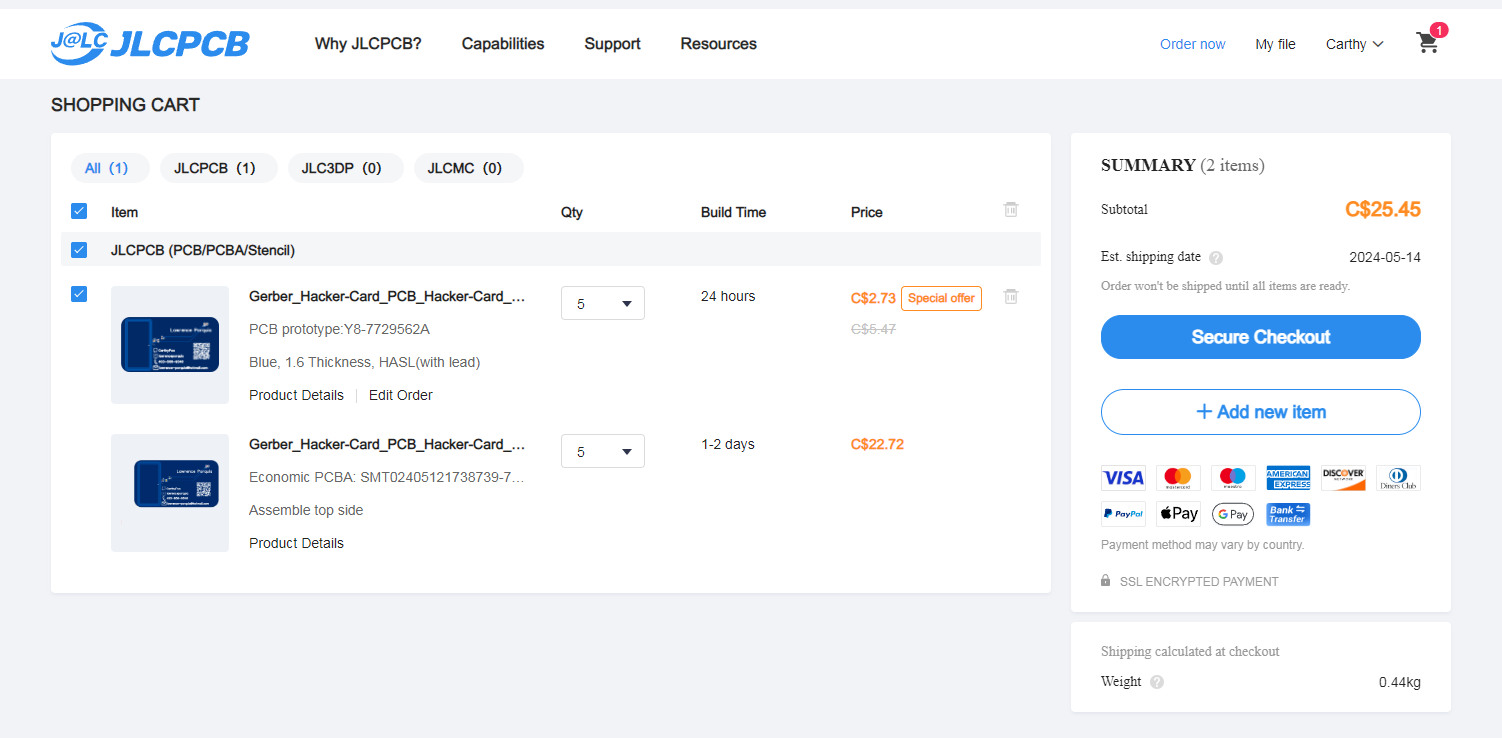 J@LC JLCPCB Why JLCPCB? Capabilities Support Resources Order now My file Carthy 1
SHOPPING CART
All (1) JLCPCB (1) JLC3DP (0) JLCMC (0)
Item Qty Build Time Price
JLCPCB (PCB/PCBA/Stencil)
Gerber_Hacker-Card_PCB_Hacker-Card_... 5 24 hours C$2.73 Special offer
PCB prototype:Y8-7729562A C$5.47
Blue, 1.6 Thickness, HASL(with lead)
Product Details Edit Order
Gerber_Hacker-Card_PCB_Hacker-Card_... 5 1-2 days C$22.72
Economic PCBA: SMT02405121738739-7...
Assemble top side
Product Details
SUMMARY (2 items)
Subtotal C$25.45
Est. shipping date ? 2024-05-14
Order won't be shipped until all items are ready.
Secure Checkout
+ Add new item
VISA mastercard maestro AMERICAN EXPRESS DISCOVER NETWORK Diners Club
PayPal Pay G Pay Bank Transfer
Payment method may vary by country.
SSL ENCRYPTED PAYMENT
Shipping calculated at checkout
Weight ? 0.44kg